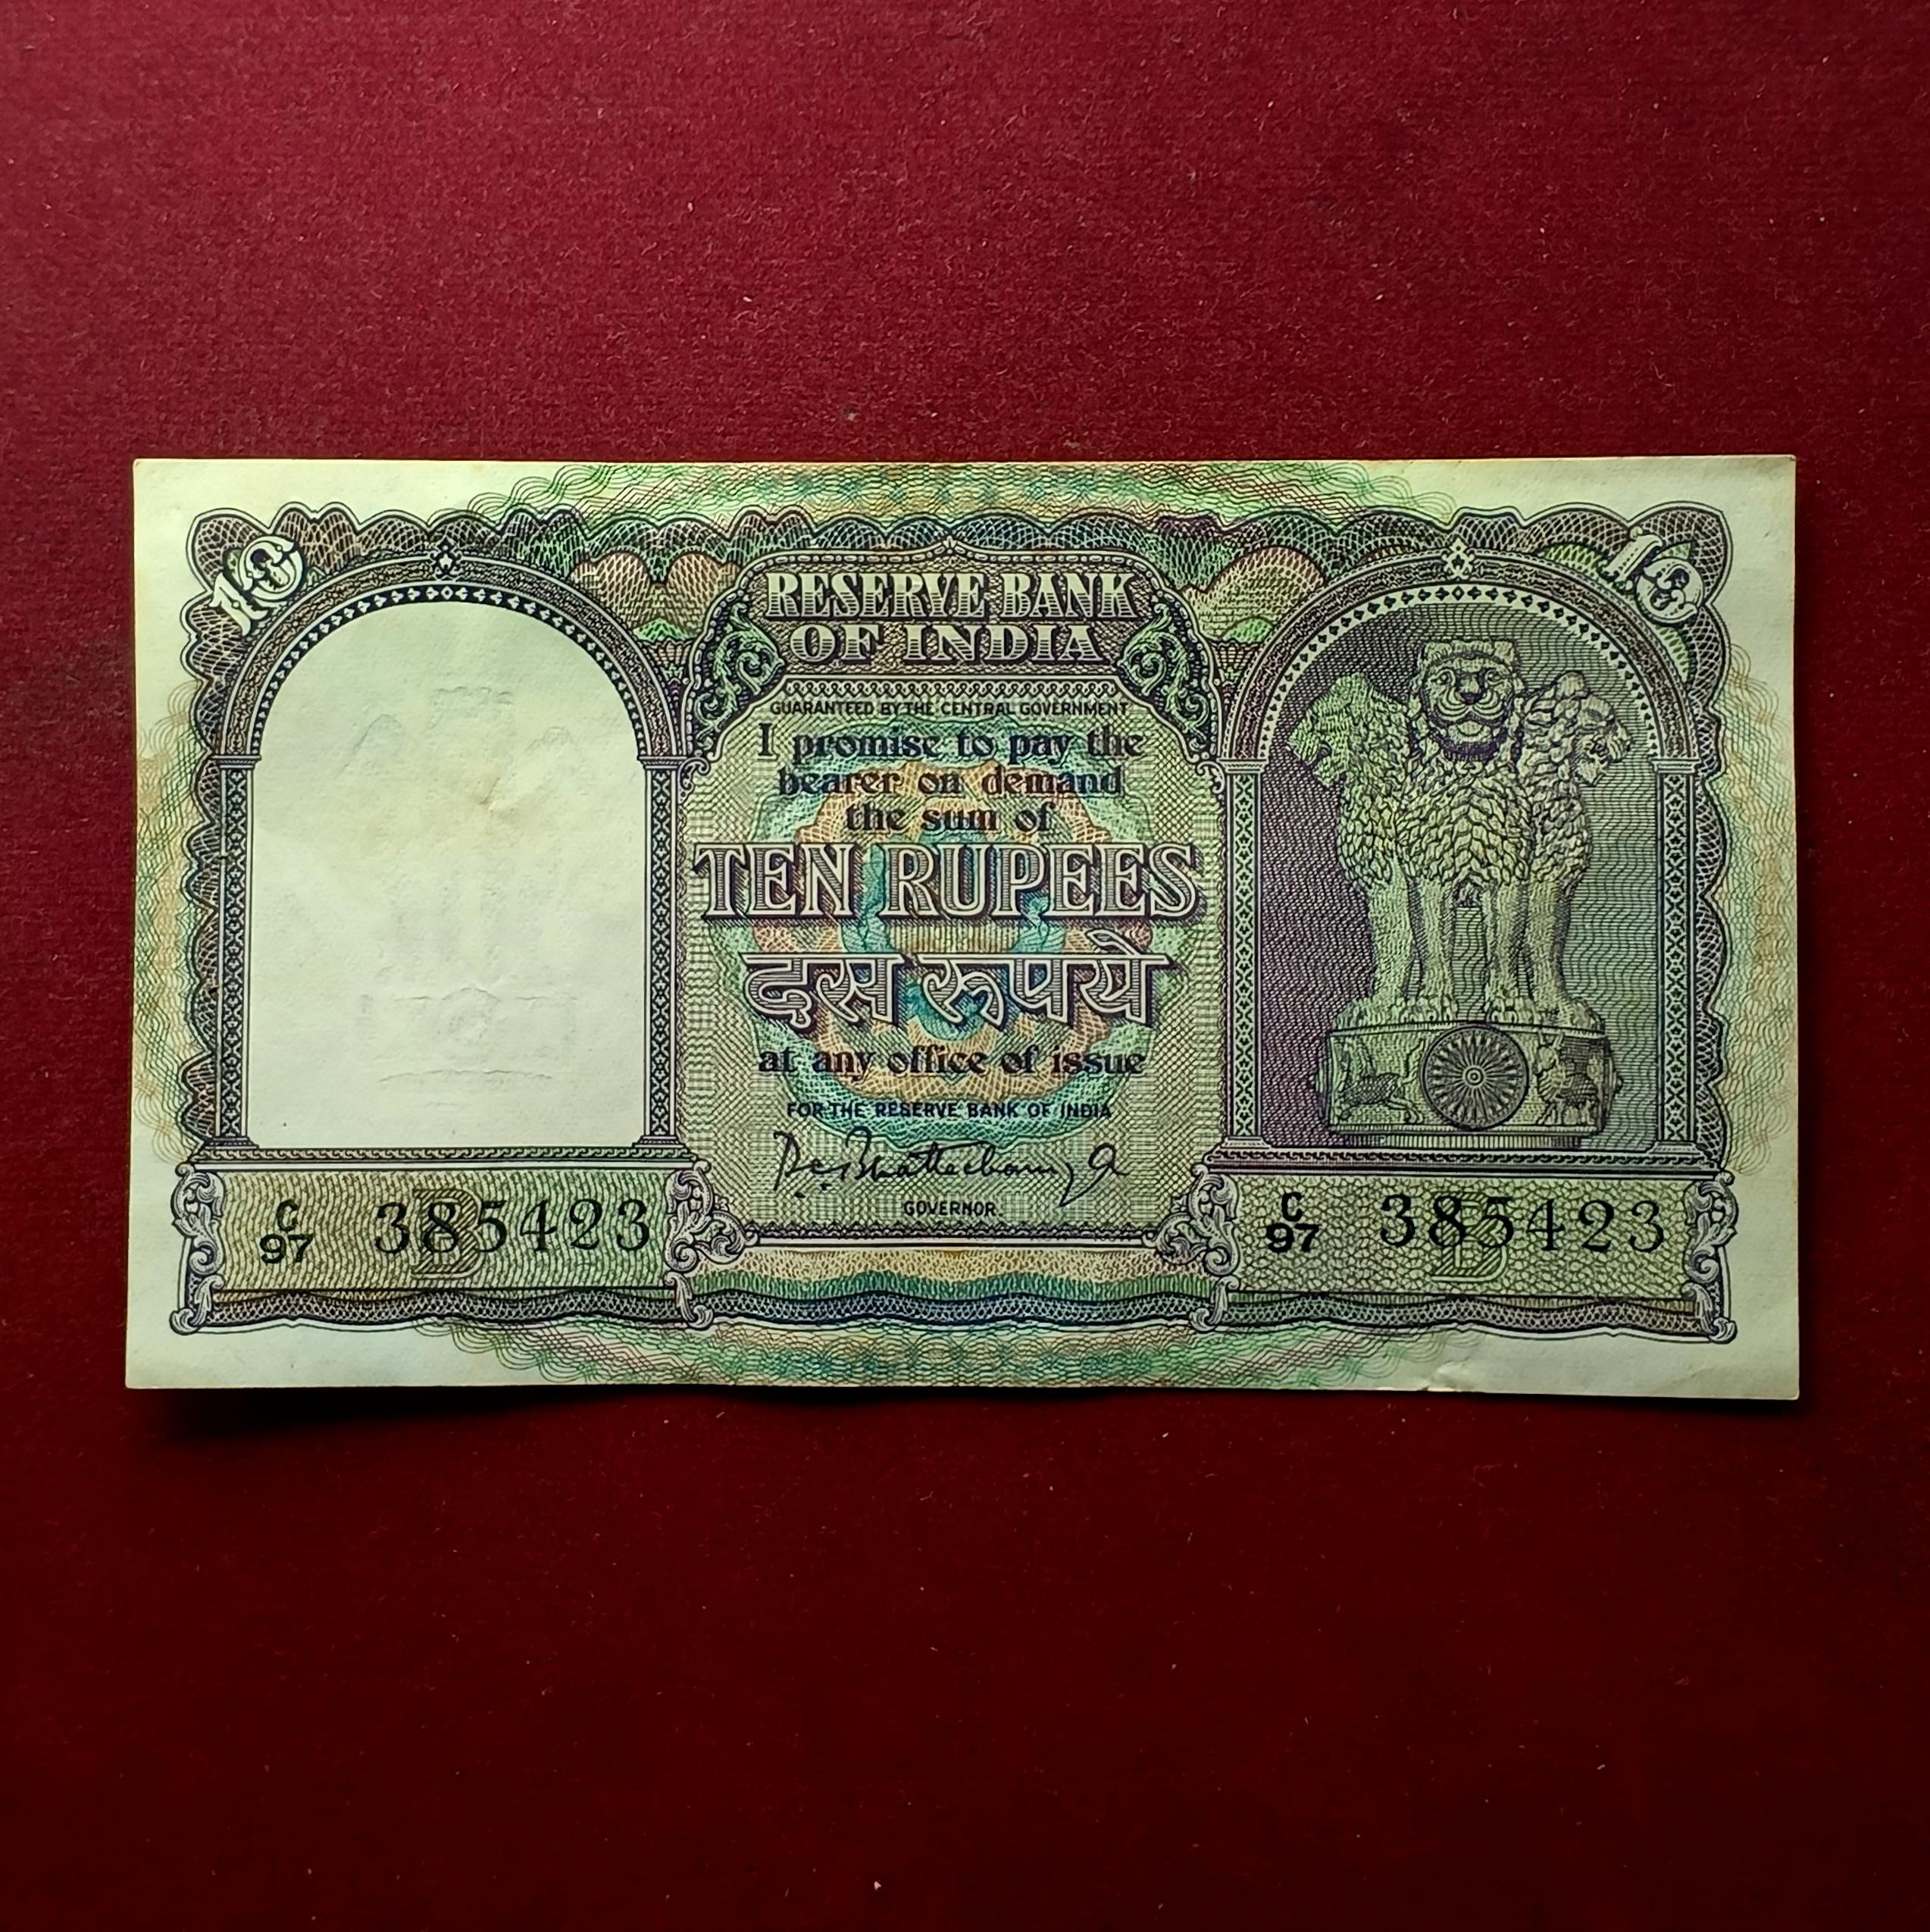 10
10
RESERVE BANK
OF INDIA
GUARANTEED BY THE CENTRAL GOVERNMENT
I promise to pay the
bearer on demand
the sum of
TEN RUPEES
दस रूपये
at any office of issue
FOR THE RESERVE BANK OF INDIA
P.C. Bhattacharyya
GOVERNOR.
C
97 385423
B
C
97 385423
B